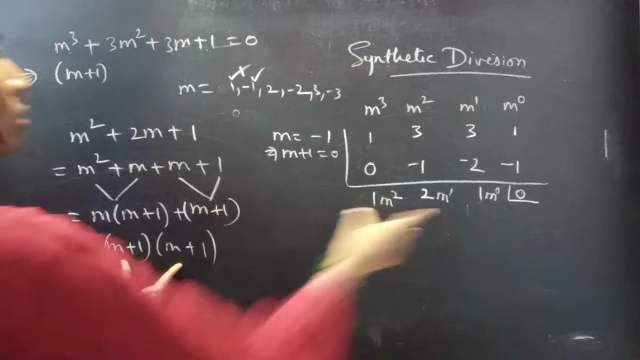 m³ + 3m² + 3m + 1 = 0
⇒ (m+1)
m = 1, -1, 2, -2, 3, -3
m² + 2m + 1
= m² + m + m + 1
= m(m+1) + (m+1)
(m+1)(m+1)
Synthetic Division
m³ m² m¹ m⁰
m = -1 1 3 3 1
⇒ m+1 = 0 0 -1 -2 -1
1m² 2m¹ 1m⁰ 0